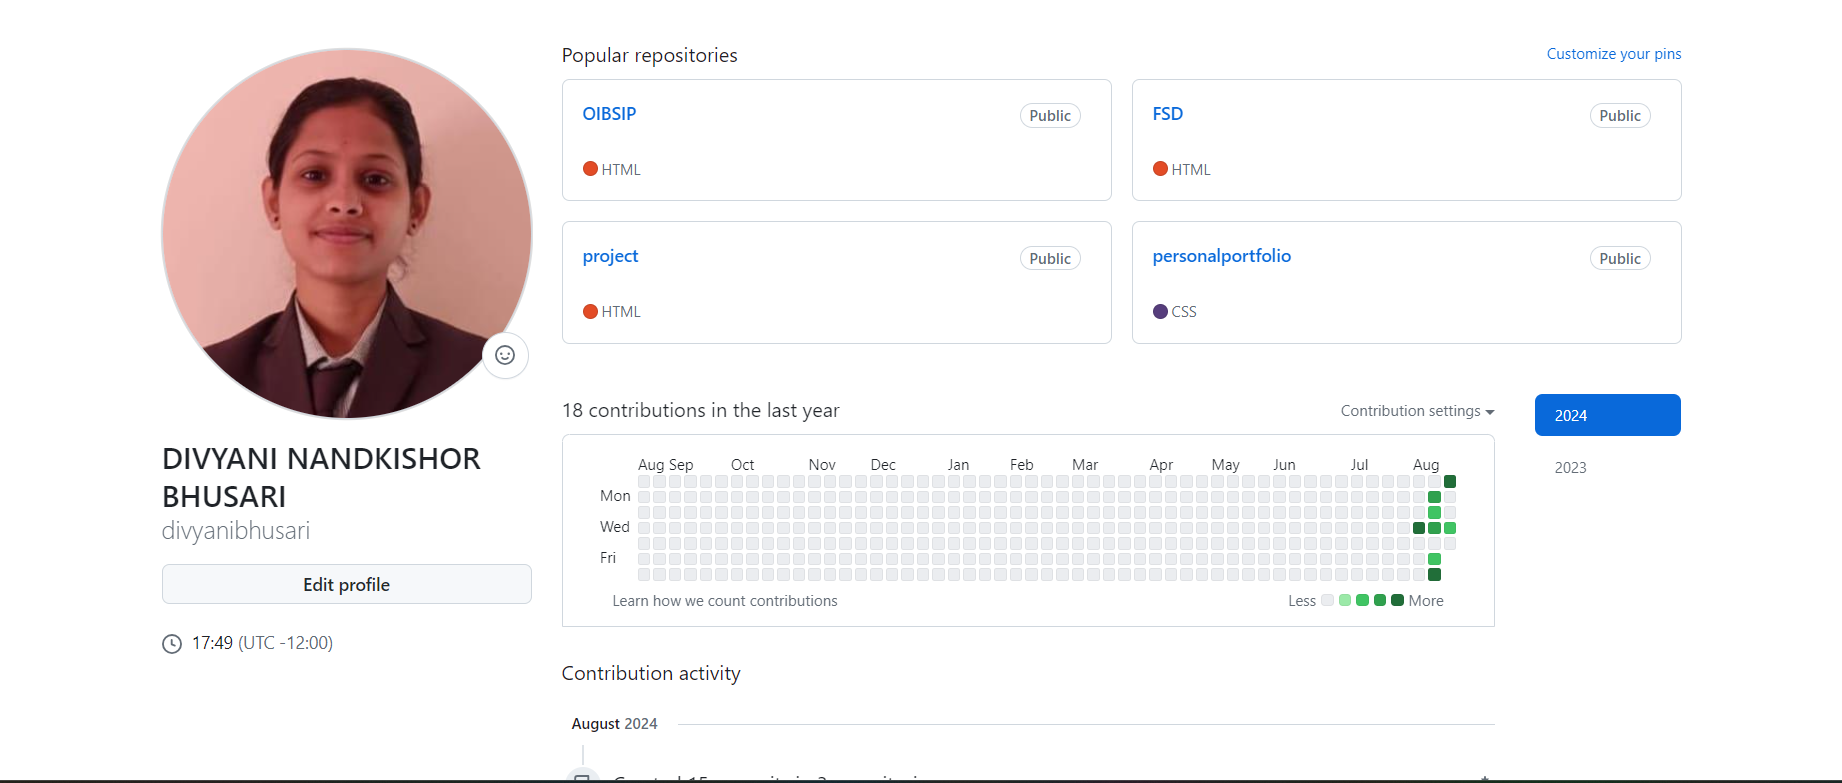 Popular repositories
Customize your pins
OIBSIP
Public
HTML
FSD
Public
HTML
project
Public
HTML
personalportfolio
Public
CSS
DIVYANI NANDKISHOR
BHUSARI
divyanibhusari
Edit profile
17:49 (UTC -12:00)
18 contributions in the last year
Contribution settings
2024
2023
Aug Sep Oct Nov Dec Jan Feb Mar Apr May Jun Jul Aug
Mon
Wed
Fri
Learn how we count contributions
Less More
Contribution activity
August 2024